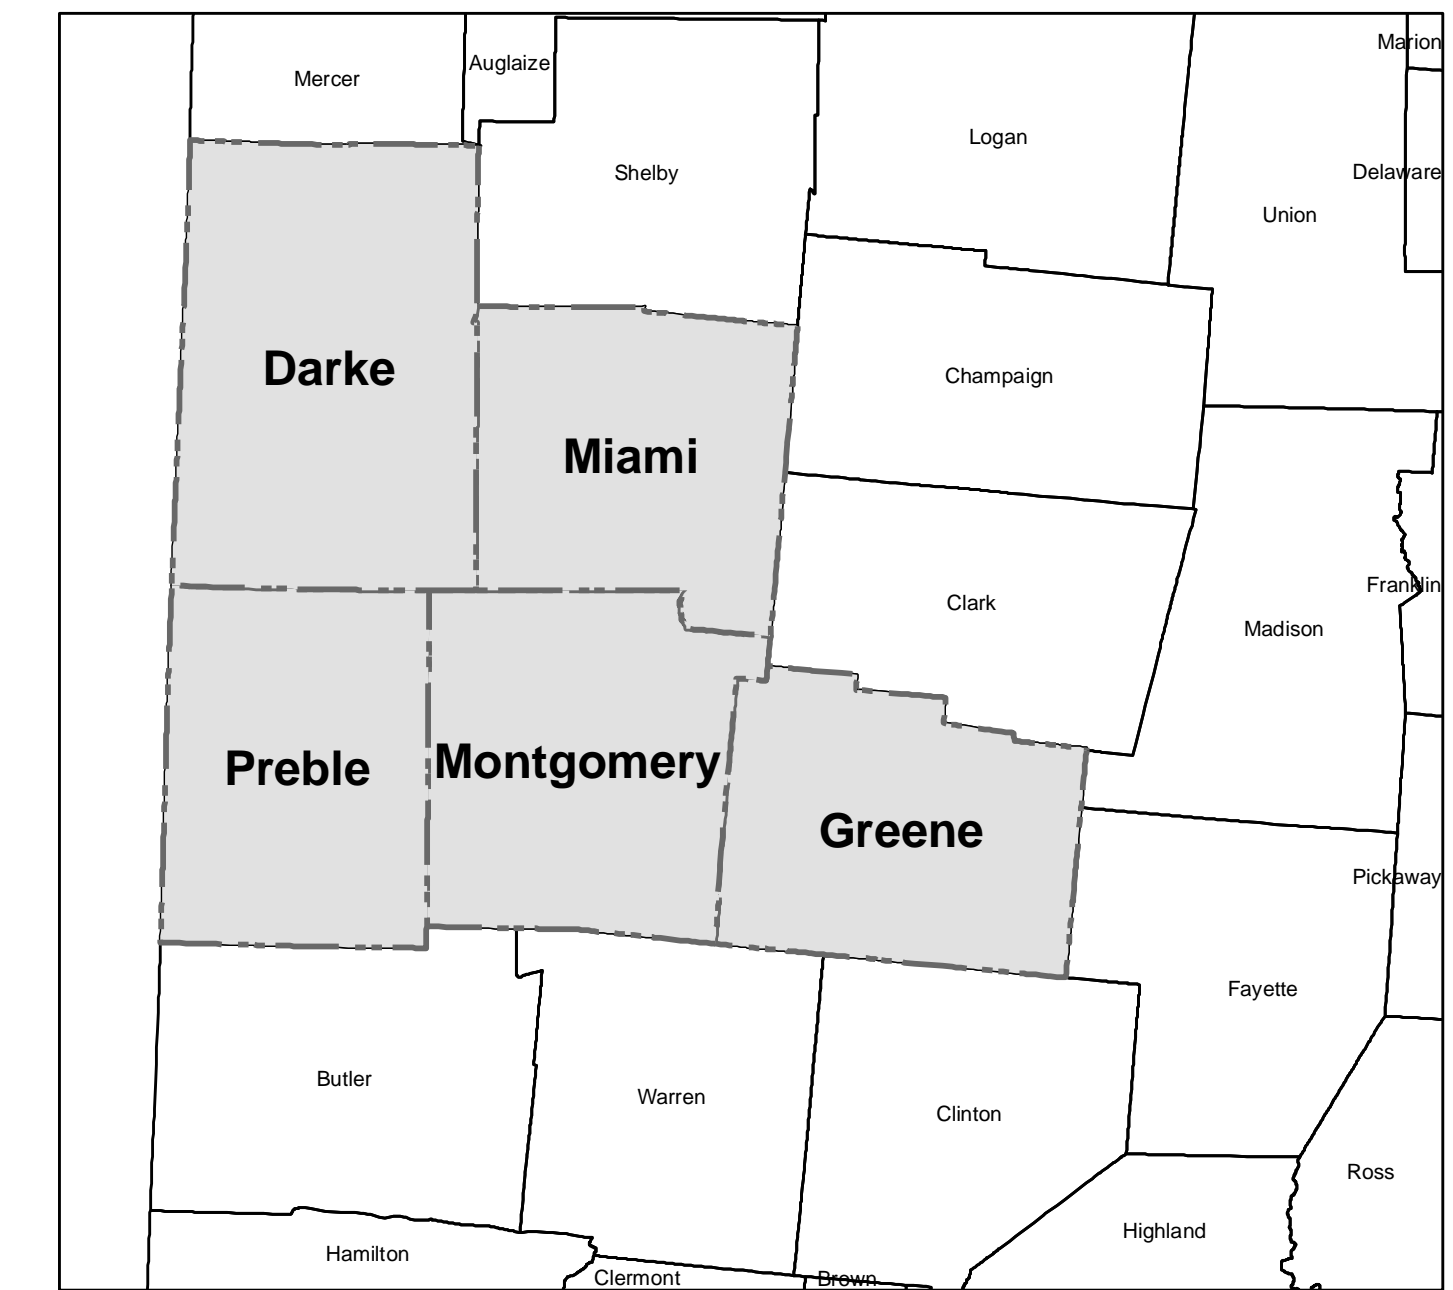 Marion
Auglaize
Mercer
Logan
Shelby
Delaware
Union
Darke
Champaign
Miami
Franklin
Clark
Madison
Montgomery
Preble
Greene
Pickaway
Fayette
Butler
Warren
Clinton
Ross
Highland
Hamilton
Clermont
Brown